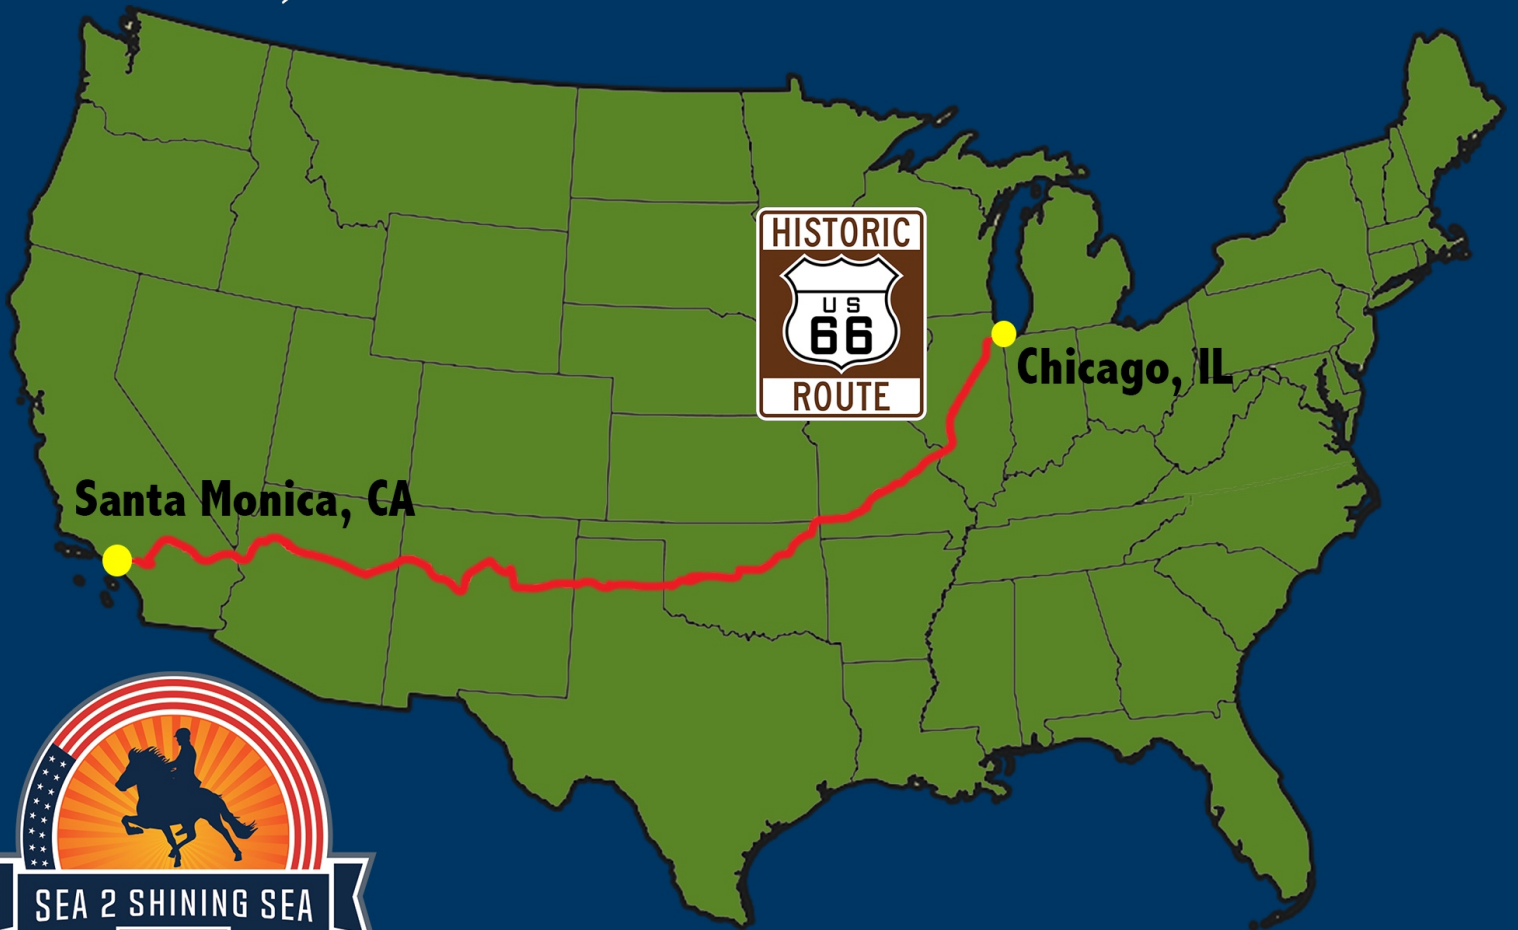 HISTORIC
US
66
ROUTE
Chicago, IL
Santa Monica, CA
SEA 2 SHINING SEA